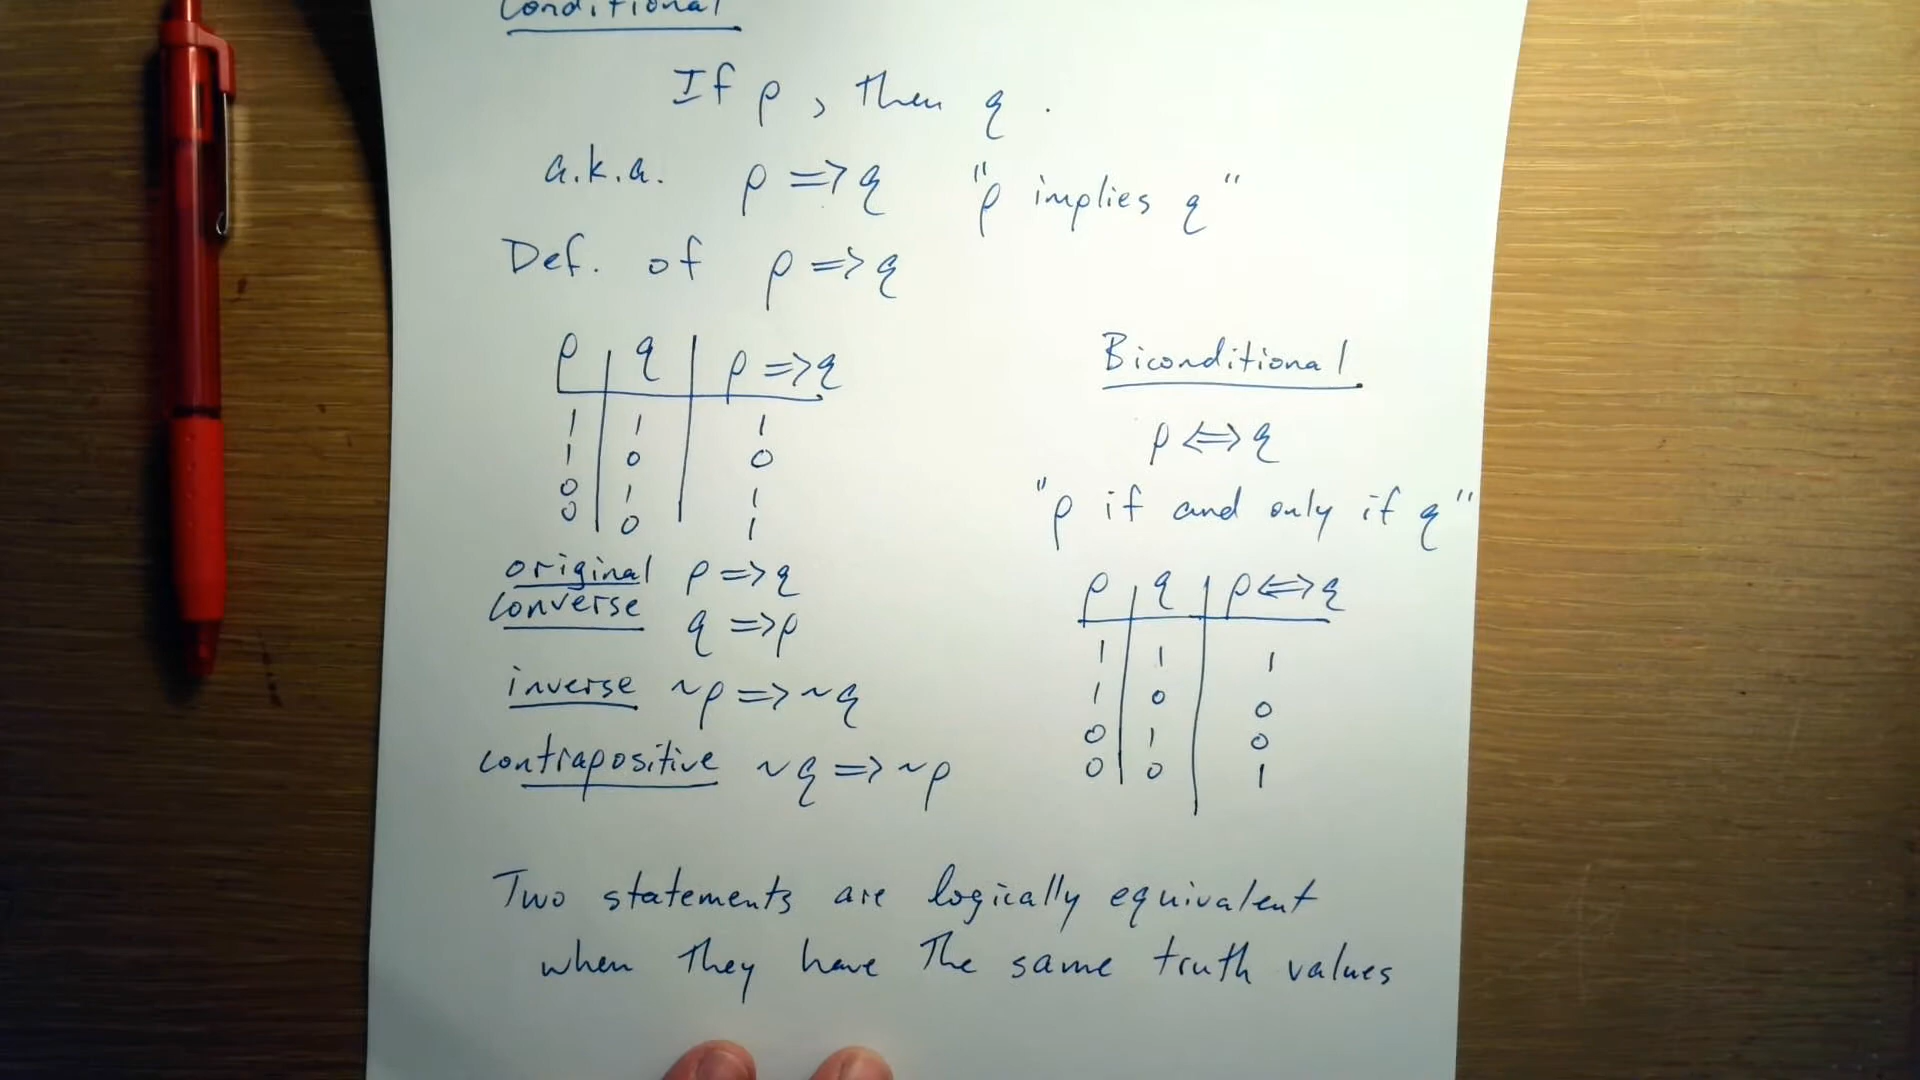 Conditional
If p, then q.
a.k.a. p => q "p implies q"
Def. of p => q
p q p => q
1 1 1
1 0 0
0 1 1
0 0 1
original p => q
converse q => p
inverse ~p => ~q
contrapositive ~q => ~p
Biconditional
p <=> q
"p if and only if q"
p q p <=> q
1 1 1
1 0 0
0 1 0
0 0 1
Two statements are logically equivalent
when they have the same truth values